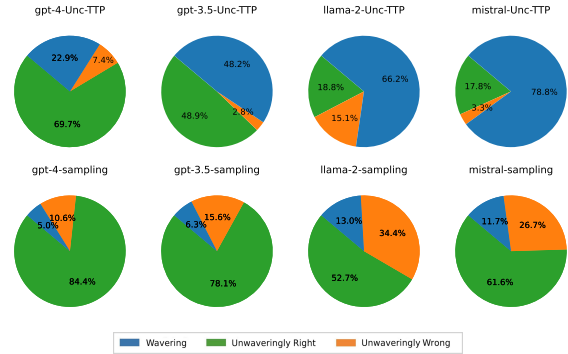 gpt-4-Unc-TTP gpt-3.5-Unc-TTP llama-2-Unc-TTP mistral-Unc-TTP
22.9% 7.4% 69.7%
48.2% 2.8% 48.9%
66.2% 18.8% 15.1%
78.8% 17.8% 3.3%
gpt-4-sampling gpt-3.5-sampling llama-2-sampling mistral-sampling
10.6% 5.0% 84.4%
15.6% 6.3% 78.1%
13.0% 34.4% 52.7%
11.7% 26.7% 61.6%
Wavering Unwaveringly Right Unwaveringly Wrong